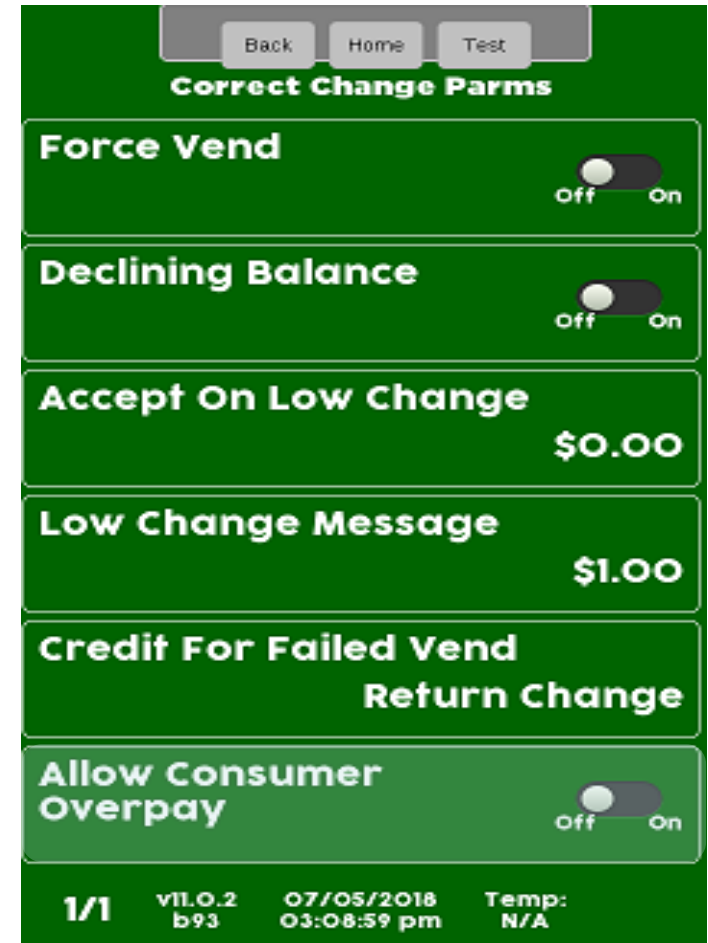 Back Home Test
Correct Change Parms
Force Vend
Off On
Declining Balance
Off On
Accept On Low Change
$0.00
Low Change Message
$1.00
Credit For Failed Vend
Return Change
Allow Consumer
Overpay
Off On
1/1 v11.0.2 07/05/2018 Temp:
b93 03:08:59 pm N/A